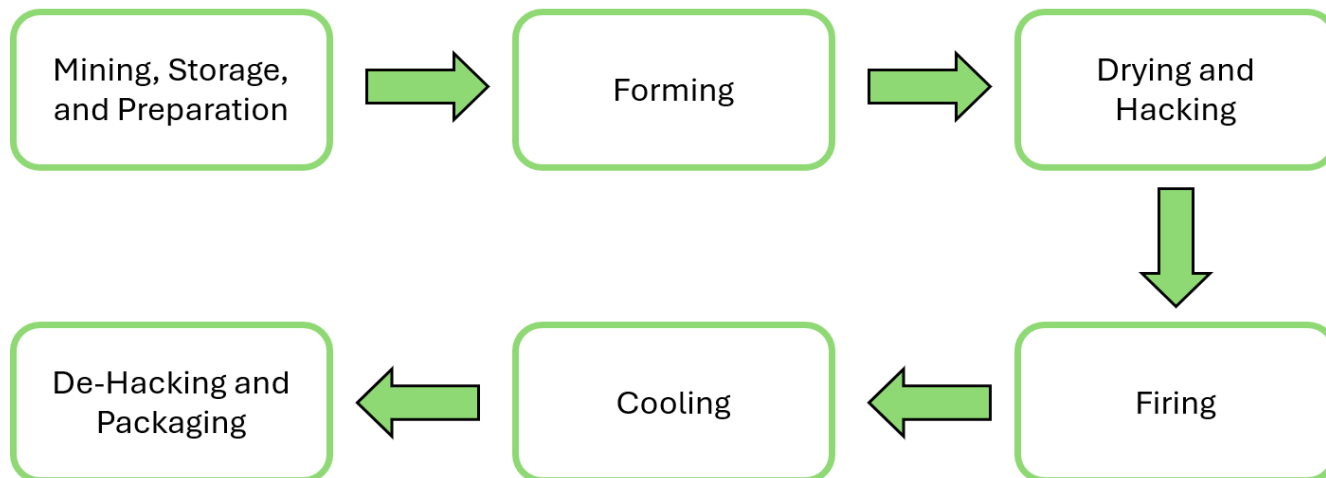 Mining, Storage,
and Preparation
Forming
Drying and
Hacking
Firing
Cooling
De-Hacking and
Packaging